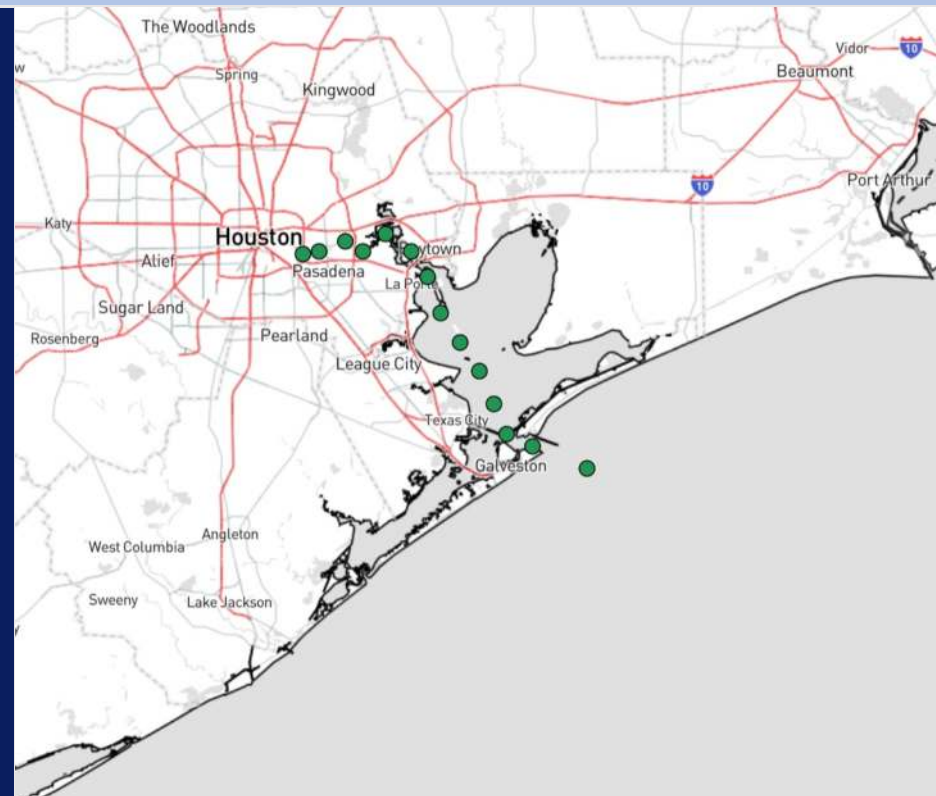 The Woodlands
Vidor
10
w
Spring
Beaumont
Kingwood
10
Port Arthur
Katy
Houston
Baytown
Alief
Pasadena
La Porte
Sugar Land
Pearland
Rosenberg
League City
Texas City
Galveston
Angleton
West Columbia
Sweeny
Lake Jackson
y